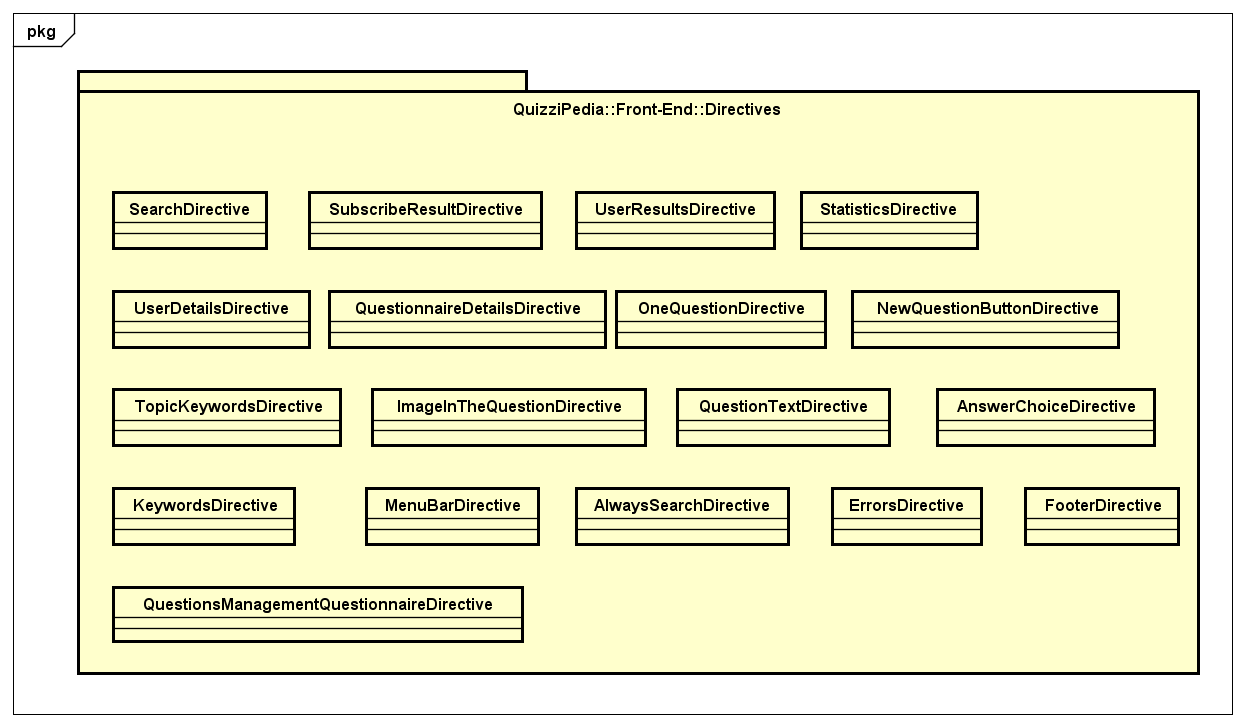 pkg
QuizziPedia::Front-End::Directives
SearchDirective
SubscribeResultDirective
UserResultsDirective
StatisticsDirective
UserDetailsDirective
QuestionnaireDetailsDirective
OneQuestionDirective
NewQuestionButtonDirective
TopicKeywordsDirective
ImageInTheQuestionDirective
QuestionTextDirective
AnswerChoiceDirective
KeywordsDirective
MenuBarDirective
AlwaysSearchDirective
ErrorsDirective
FooterDirective
QuestionsManagementQuestionnaireDirective